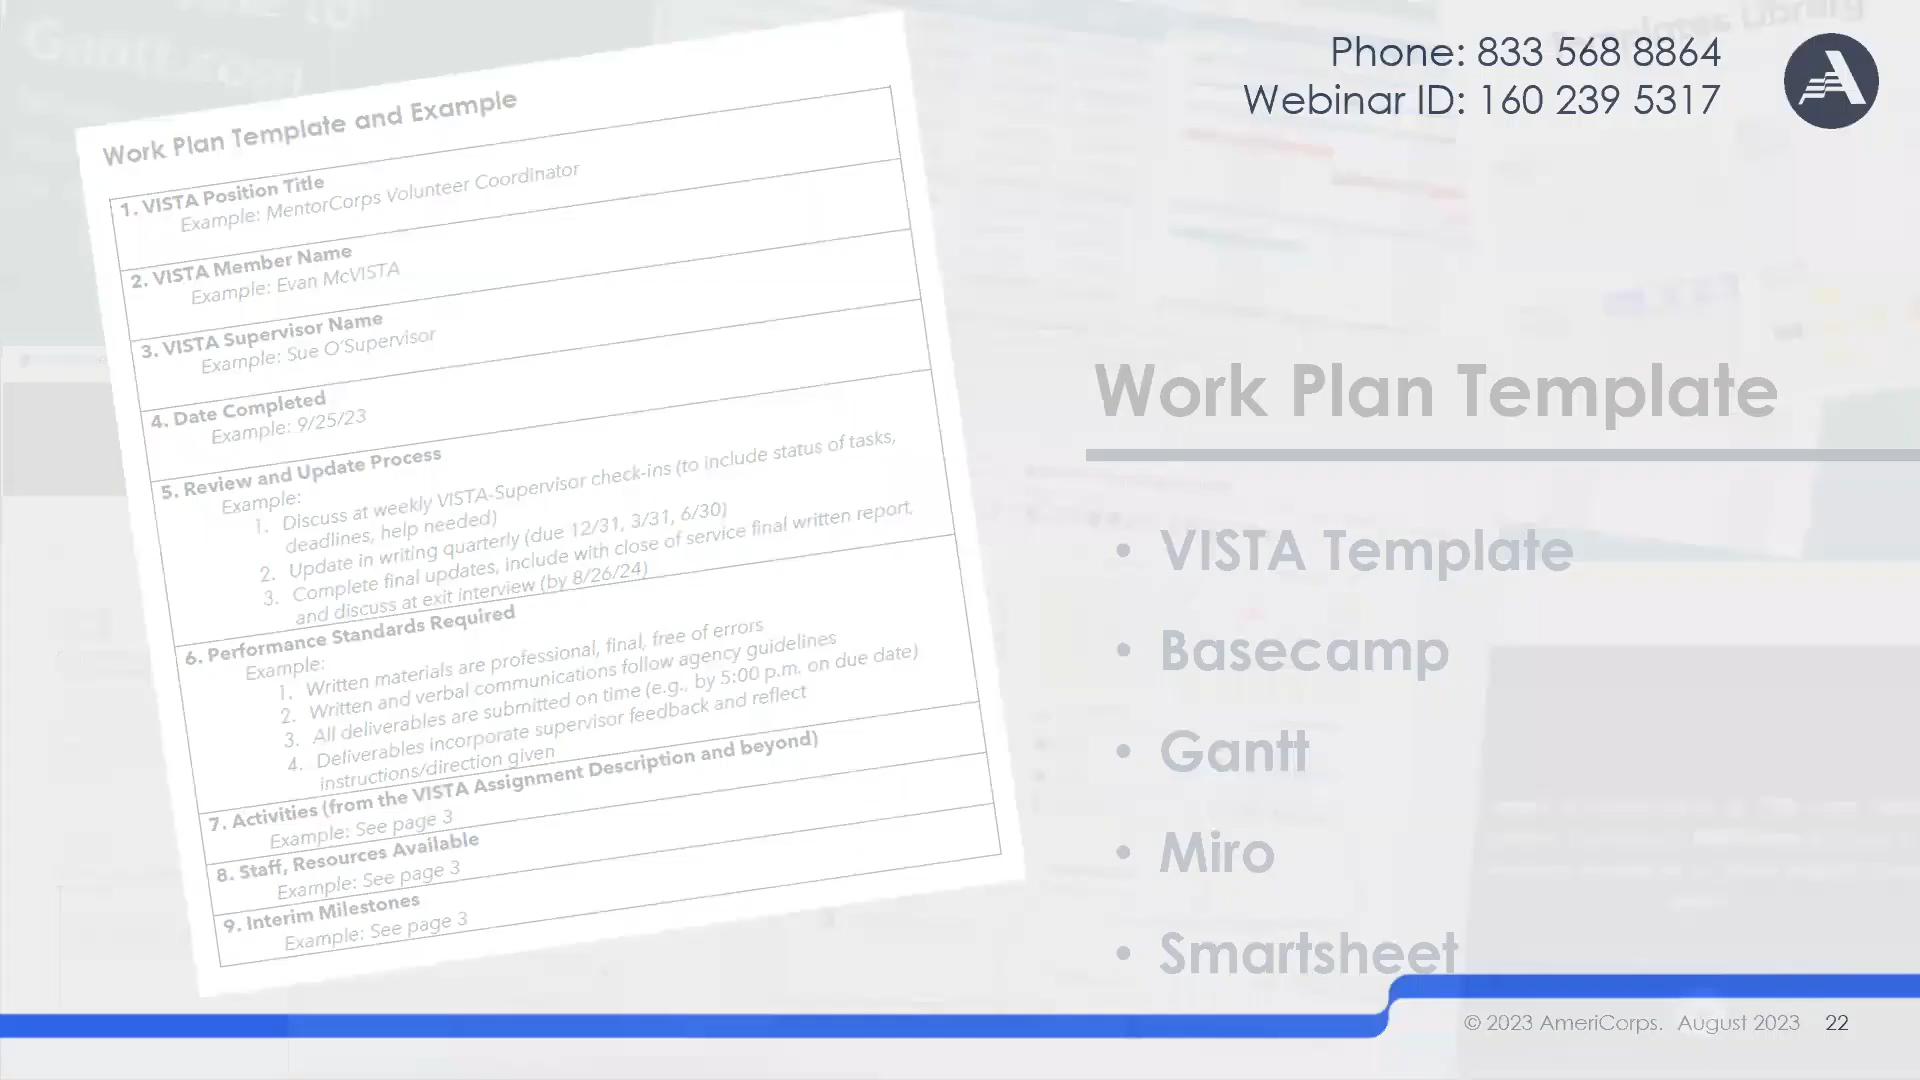 Gantt.com
Templates Library
Phone: 833 568 8864
Webinar ID: 160 239 5317
Work Plan Template and Example
1. VISTA Position Title
Example: MentorCorps Volunteer Coordinator
2. VISTA Member Name
Example: Evan McVISTA
3. VISTA Supervisor Name
Example: Sue O'Supervisor
4. Date Completed
Example: 9/25/23
5. Review and Update Process
Example:
1. Discuss at weekly VISTA-Supervisor check-ins (to include status of tasks,
deadlines, help needed)
2. Update in writing quarterly (due 12/31, 3/31, 6/30)
3. Complete final updates, include with close of service final written report,
and discuss at exit interview (by 8/26/24)
6. Performance Standards Required
Example:
1. Written materials are professional, final, free of errors
2. Written and verbal communications follow agency guidelines
3. All deliverables are submitted on time (e.g., by 5:00 p.m. on due date)
4. Deliverables incorporate supervisor feedback and reflect
instructions/direction given
7. Activities (from the VISTA Assignment Description and beyond)
Example: See page 3
8. Staff, Resources Available
Example: See page 3
9. Interim Milestones
Example: See page 3
Work Plan Template
• VISTA Template
• Basecamp
• Gantt
• Miro
• Smartsheet
© 2023 AmeriCorps. August 2023 22